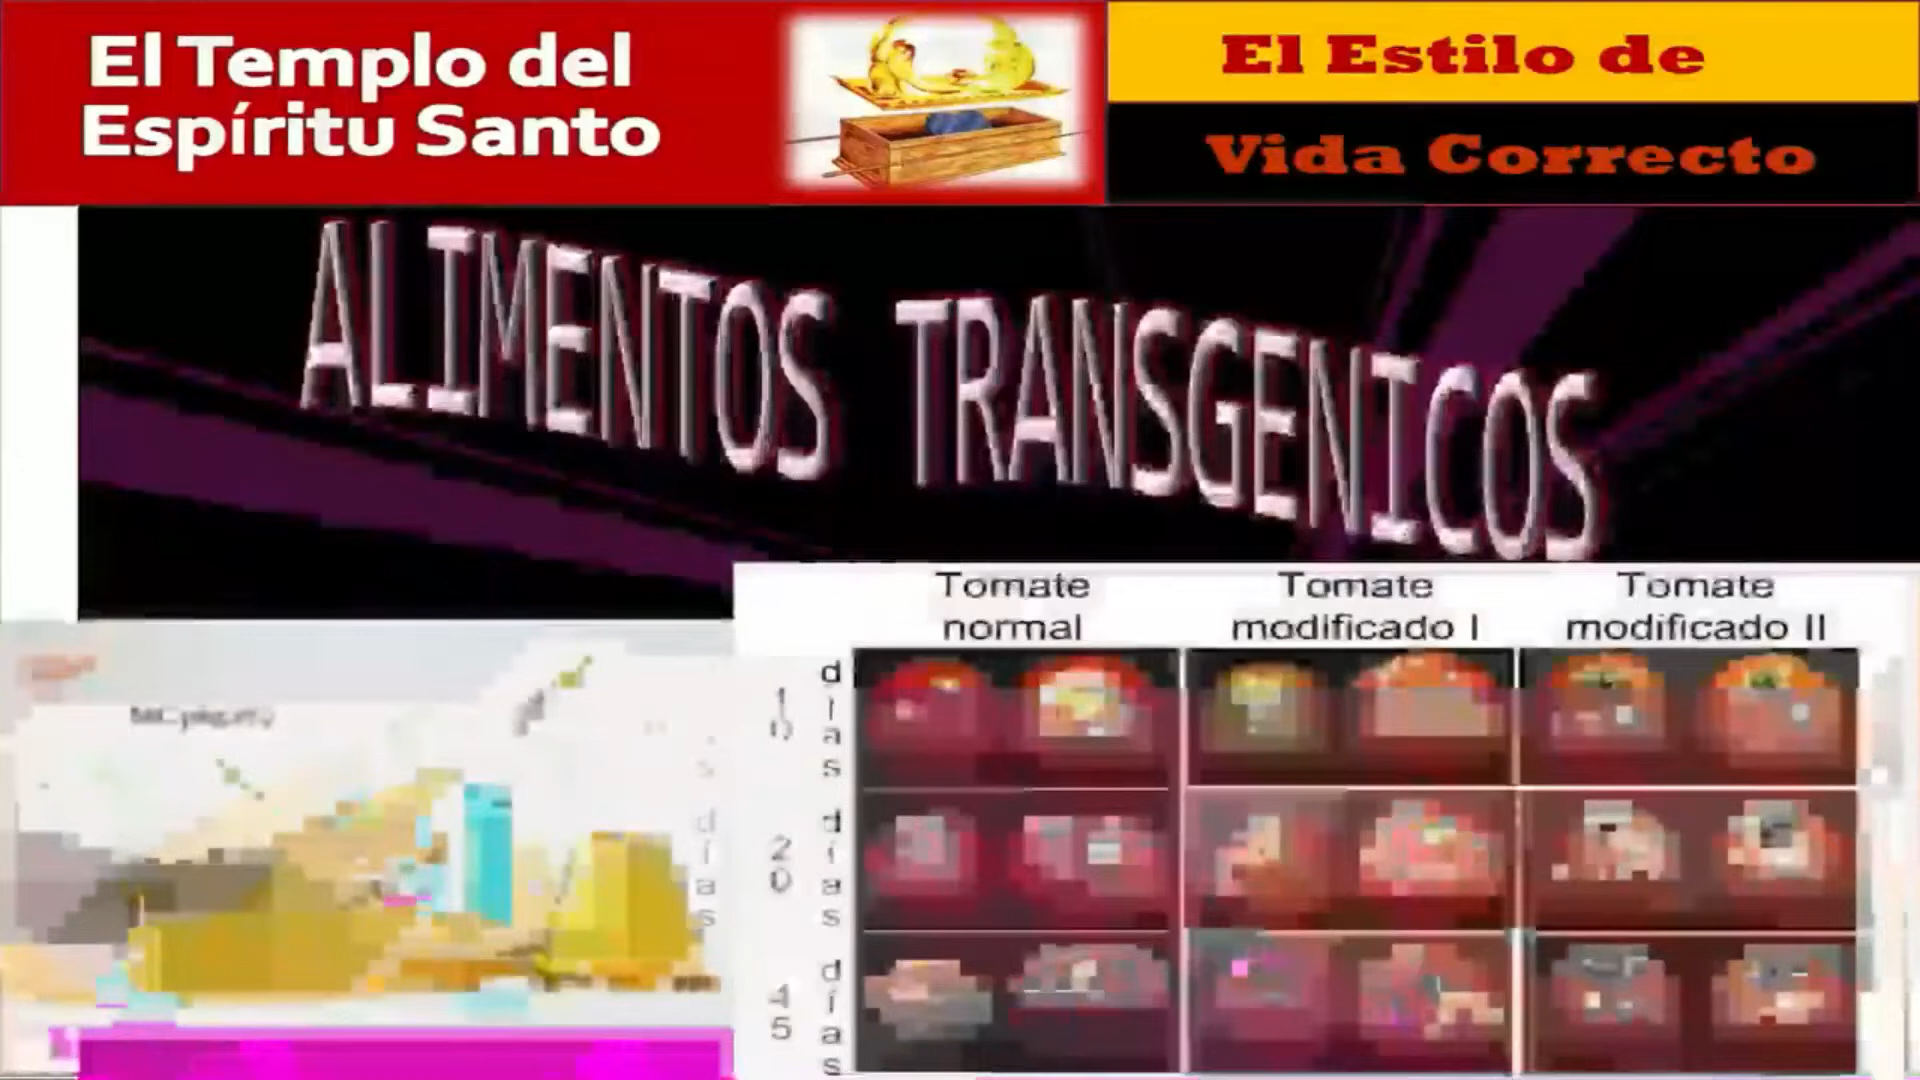 El Templo del
Espíritu Santo
El Estilo de
Vida Correcto
ALIMENTOS TRANSGENICOS
Tomate
normal
Tomate
modificado I
Tomate
modificado II
10 días
20 días
45 días